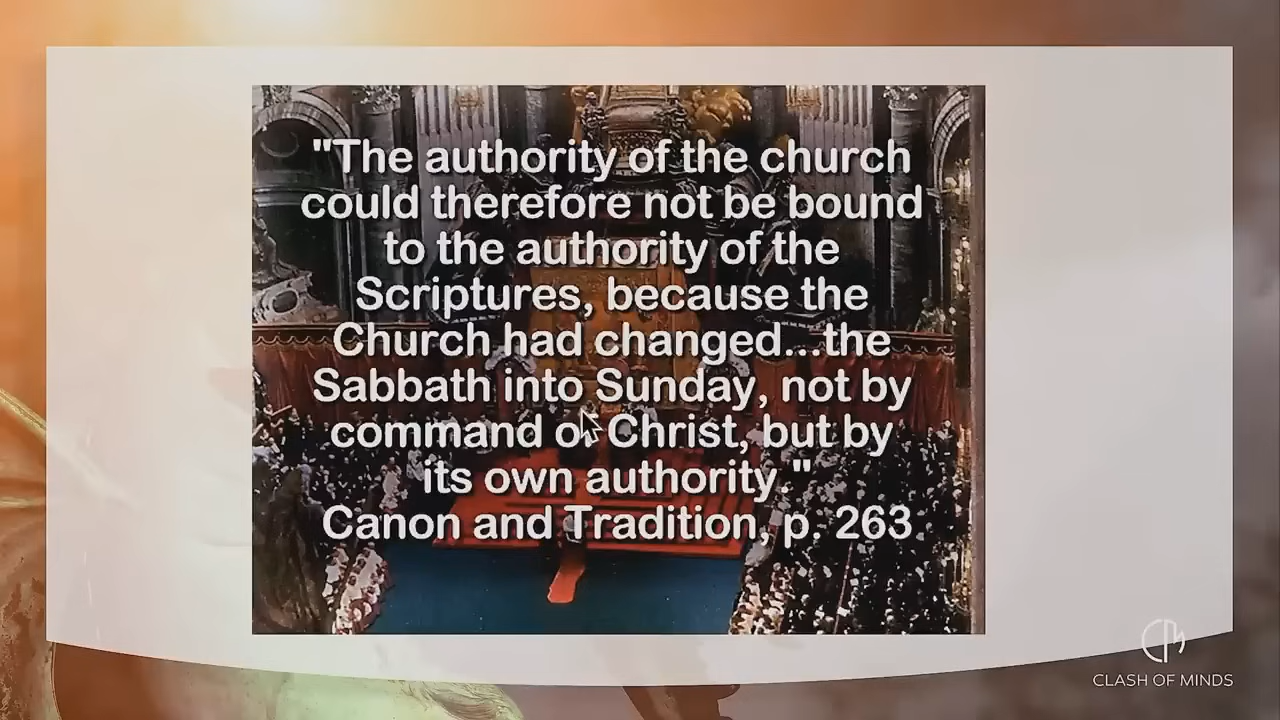 "The authority of the church
could therefore not be bound
to the authority of the
Scriptures, because the
Church had changed...the
Sabbath into Sunday, not by
command of Christ, but by
its own authority."
Canon and Tradition, p. 263
CLASH OF MINDS